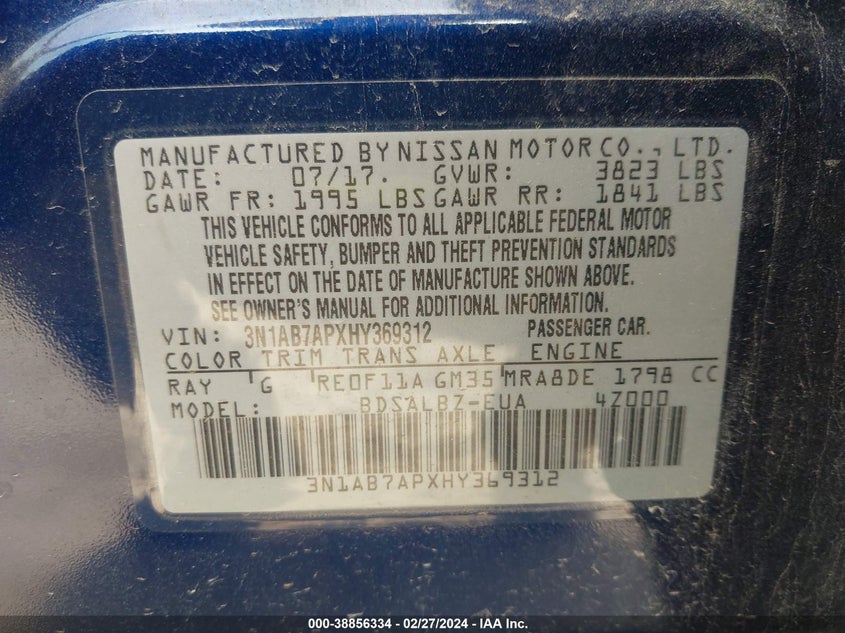 MANUFACTURED BY NISSAN MOTOR CO., LTD.
DATE: 07/17. GVWR: 3823 LBS
GAWR FR: 1995 LBS GAWR RR: 1841 LBS
THIS VEHICLE CONFORMS TO ALL APPLICABLE FEDERAL MOTOR
VEHICLE SAFETY, BUMPER AND THEFT PREVENTION STANDARDS
IN EFFECT ON THE DATE OF MANUFACTURE SHOWN ABOVE.
SEE OWNER'S MANUAL FOR ADDITIONAL INFORMATION.
VIN: 3N1AB7APXHY369312 PASSENGER CAR.
COLOR TRIM TRANS AXLE ENGINE
RAY G RE0F11A GM35 MRA8DE 1798 CC
MODEL: BDSALBZ-EUA 4Z000
3N1AB7APXHY369312
000-38856334 / 02/27/2024 – IAA Inc.